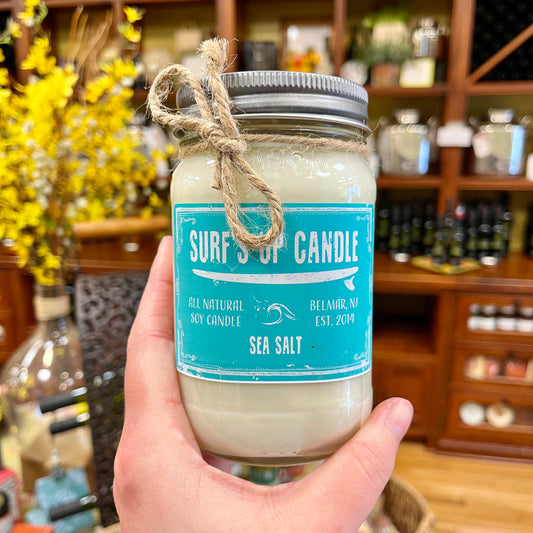 SURF'S UP CANDLE
ALL NATURAL
SOY CANDLE
BELMAR, NJ
EST. 2014
SEA SALT